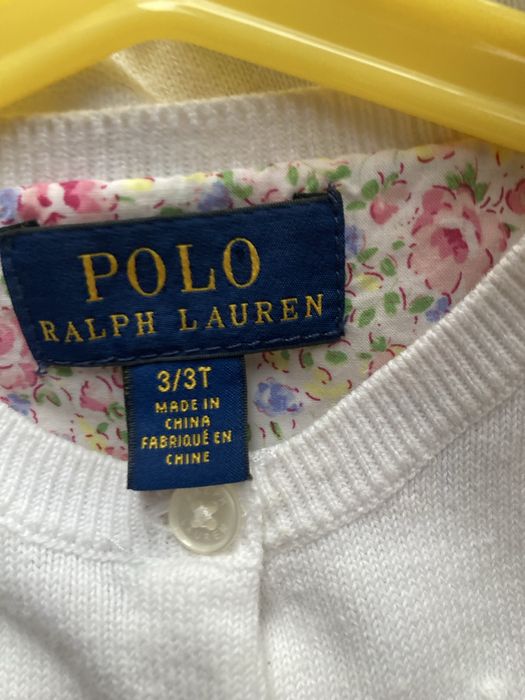 POLO
RALPH LAUREN
3/3T
MADE IN
CHINA
FABRIQUÉ EN
CHINE